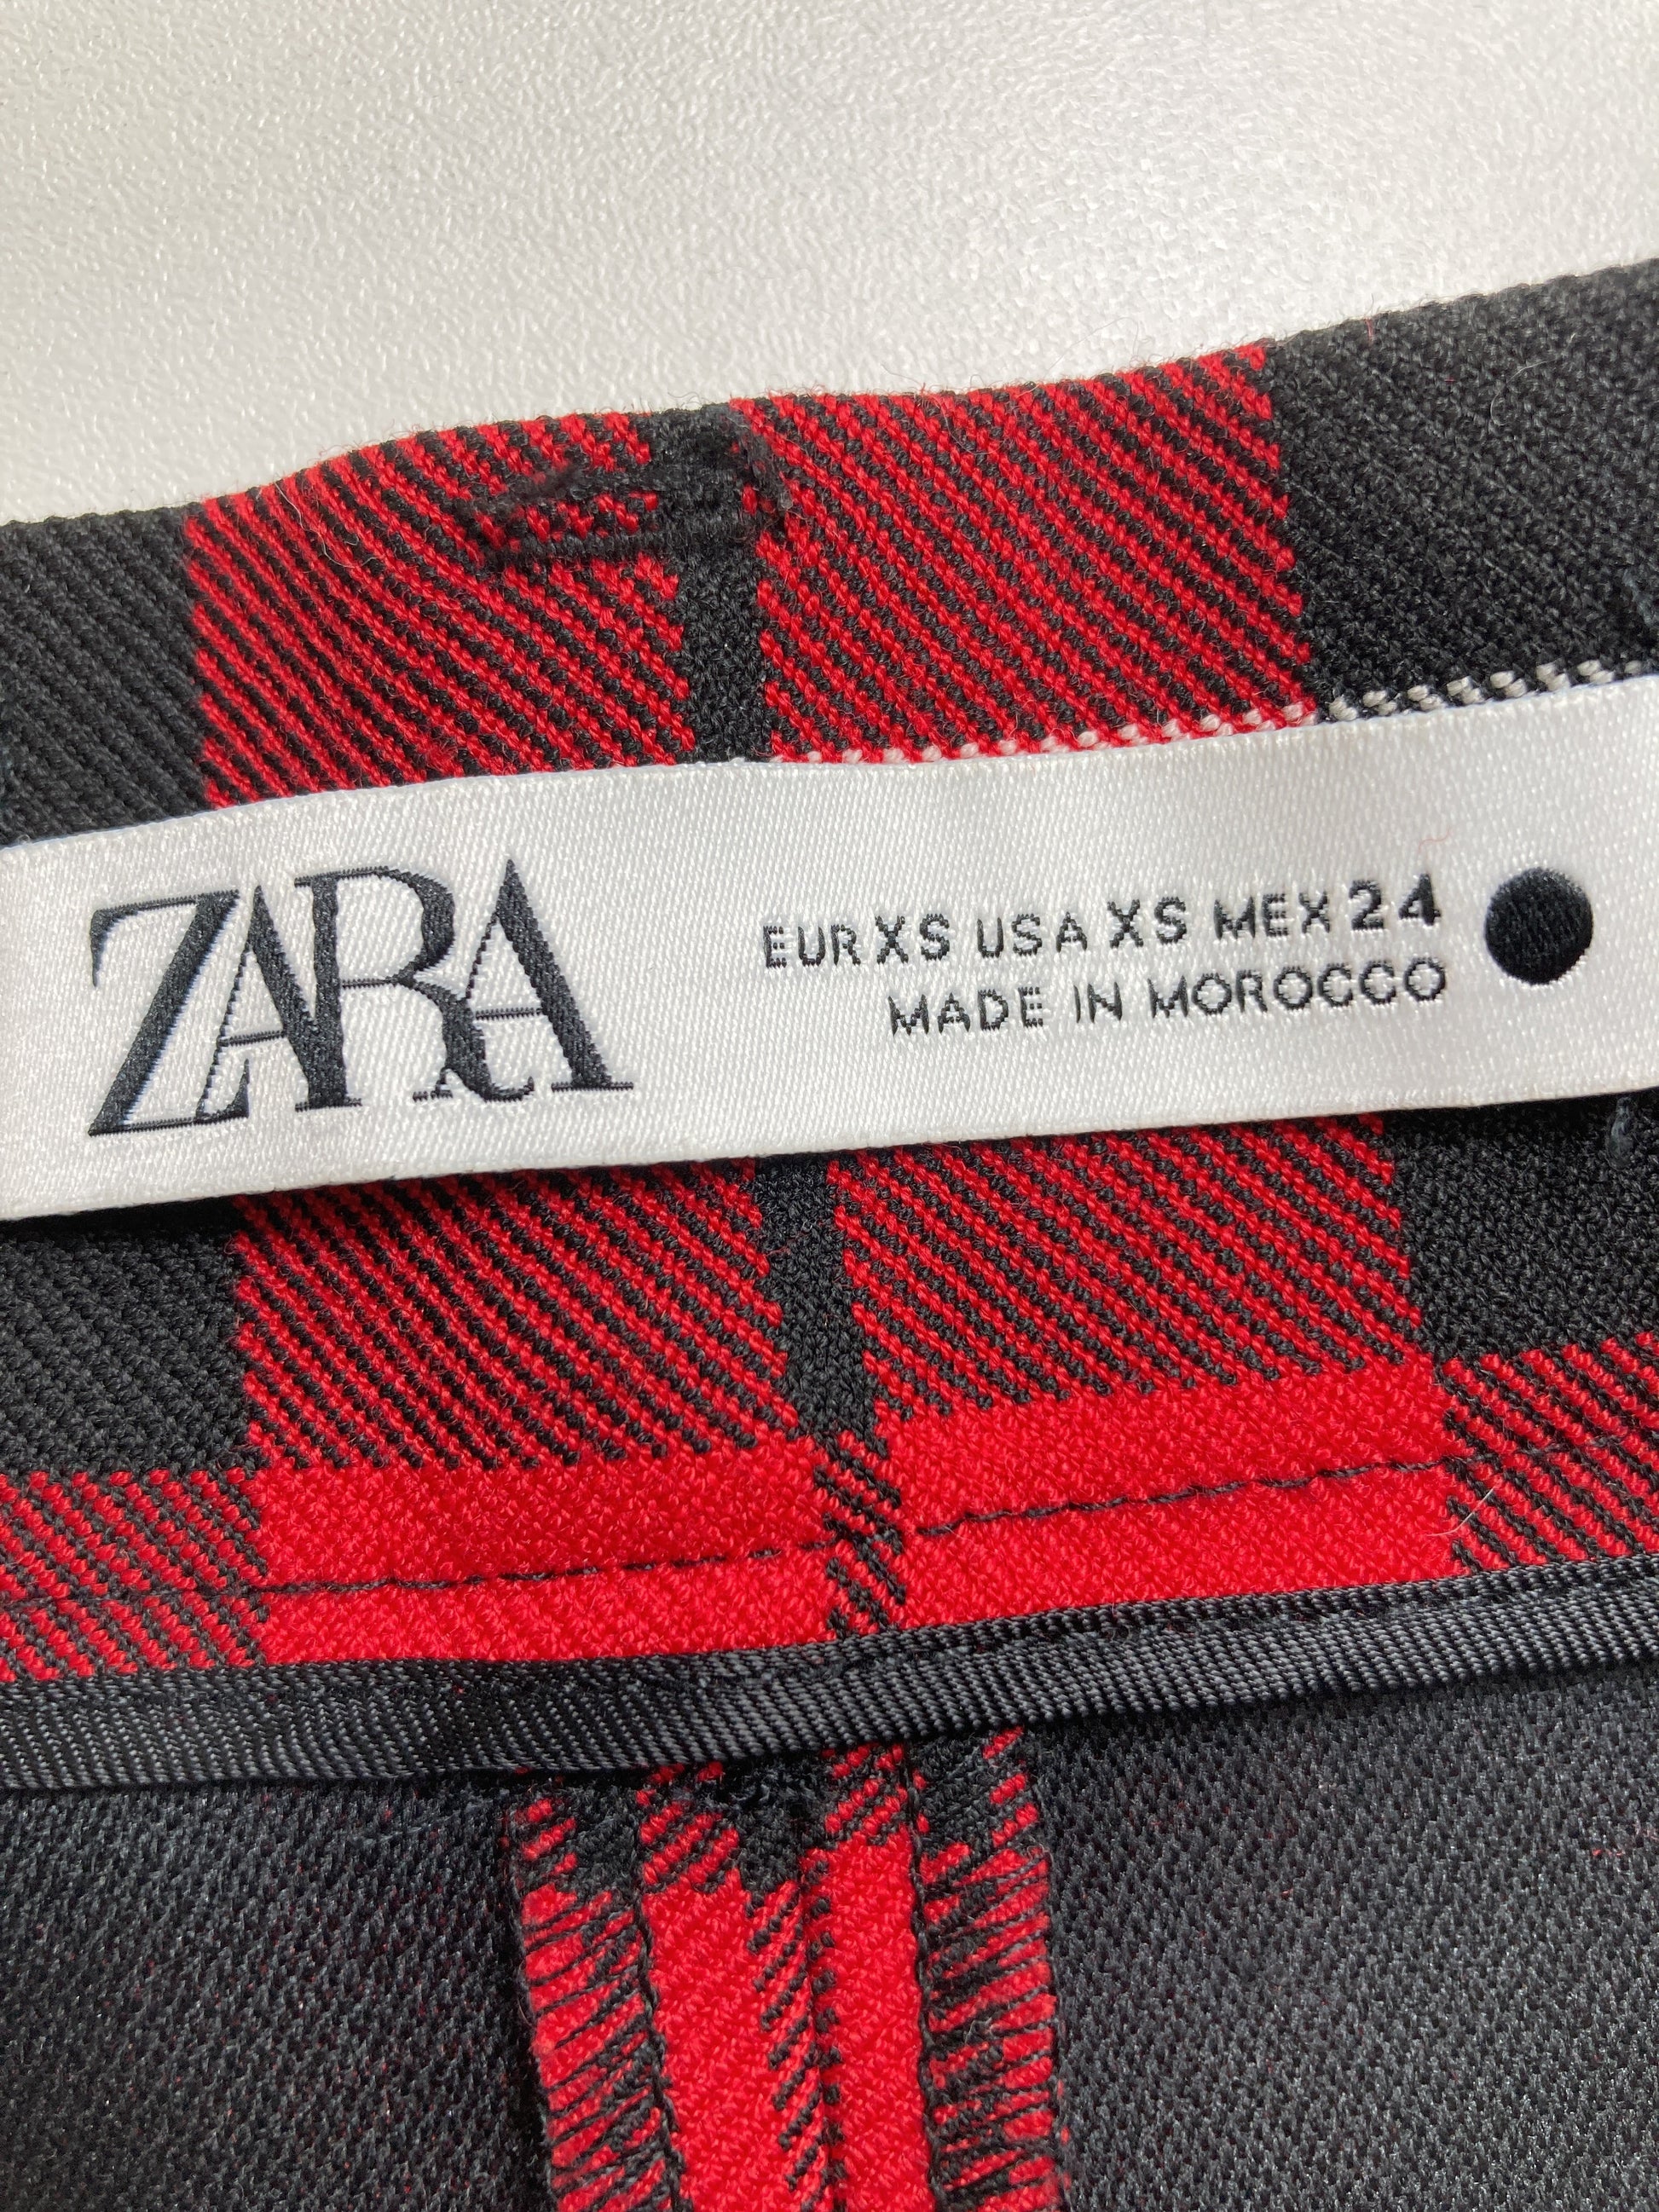 ZARA
EUR XS USA XS MEX 24
MADE IN MOROCCO